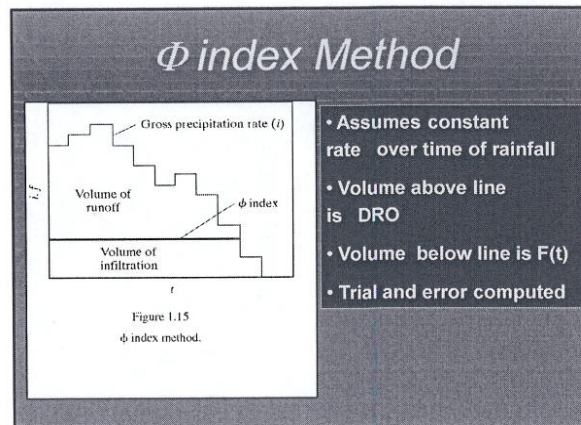 Φ index Method
Gross precipitation rate (i)
i, f
Volume of
runoff
ϕ index
Volume of
infiltration
t
Figure 1.15
ϕ index method.
• Assumes constant
rate over time of rainfall
• Volume above line
is DRO
• Volume below line is F(t)
• Trial and error computed